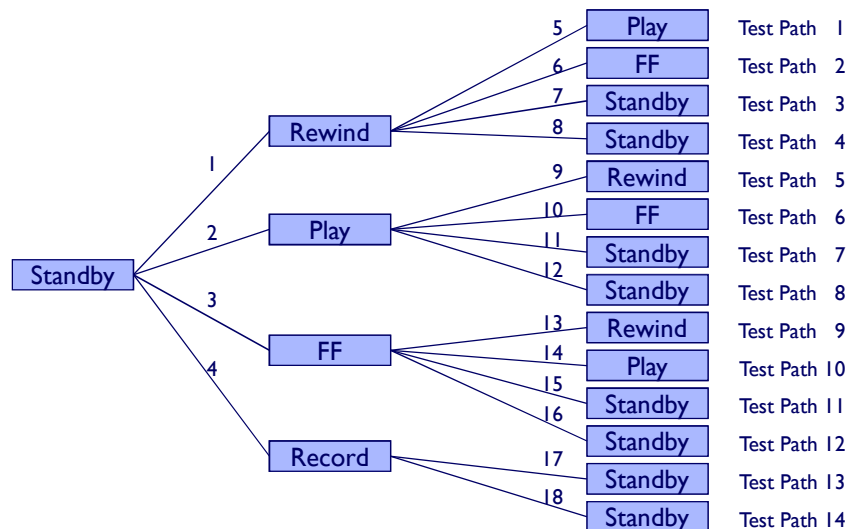 5 Play Test Path 1
6 FF Test Path 2
7 Standby Test Path 3
Rewind 8 Standby Test Path 4
1
9 Rewind Test Path 5
2 Play 10 FF Test Path 6
11 Standby Test Path 7
Standby 12 Standby Test Path 8
3
13 Rewind Test Path 9
FF 14 Play Test Path 10
4 15 Standby Test Path 11
16 Standby Test Path 12
Record 17 Standby Test Path 13
18 Standby Test Path 14